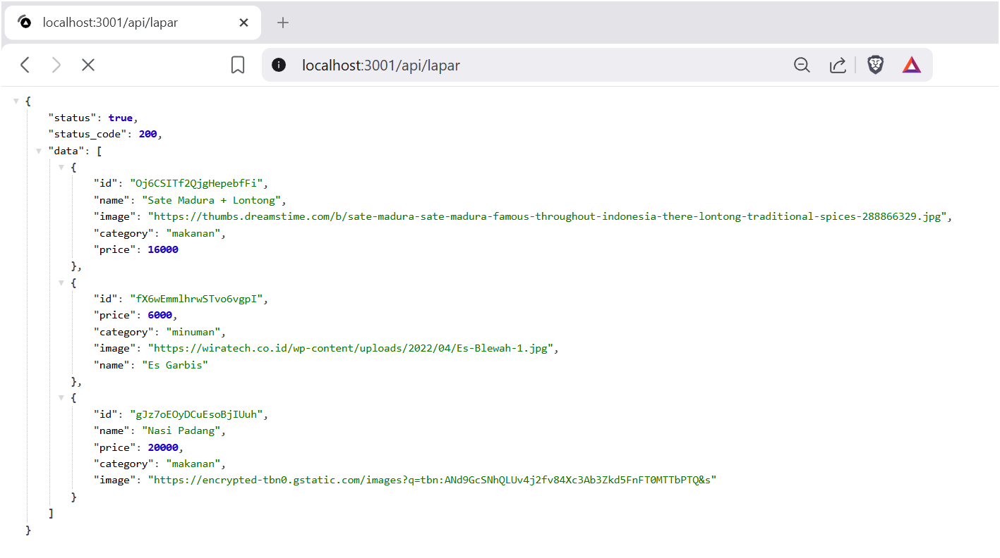 localhost:3001/api/lapar
localhost:3001/api/lapar
{
"status": true,
"status_code": 200,
"data": [
{
"id": "Oj6CSITf2QjgHepebfFi",
"name": "Sate Madura + Lontong",
"image": "https://thumbs.dreamstime.com/b/sate-madura-sate-madura-famous-throughout-indonesia-there-lontong-traditional-spices-288866329.jpg",
"category": "makanan",
"price": 16000
},
{
"id": "fX6wEmmlhrwSTvo6vgpI",
"price": 6000,
"category": "minuman",
"image": "https://wiratech.co.id/wp-content/uploads/2022/04/Es-Blewah-1.jpg",
"name": "Es Garbis"
},
{
"id": "gJz7oEOyDCuEsoBjIUuh",
"name": "Nasi Padang",
"price": 20000,
"category": "makanan",
"image": "https://encrypted-tbn0.gstatic.com/images?q=tbn:ANd9GcSNhQLUv4j2fv84Xc3Ab3Zkd5FnFT0MTTbPTQ&s"
}
]
}